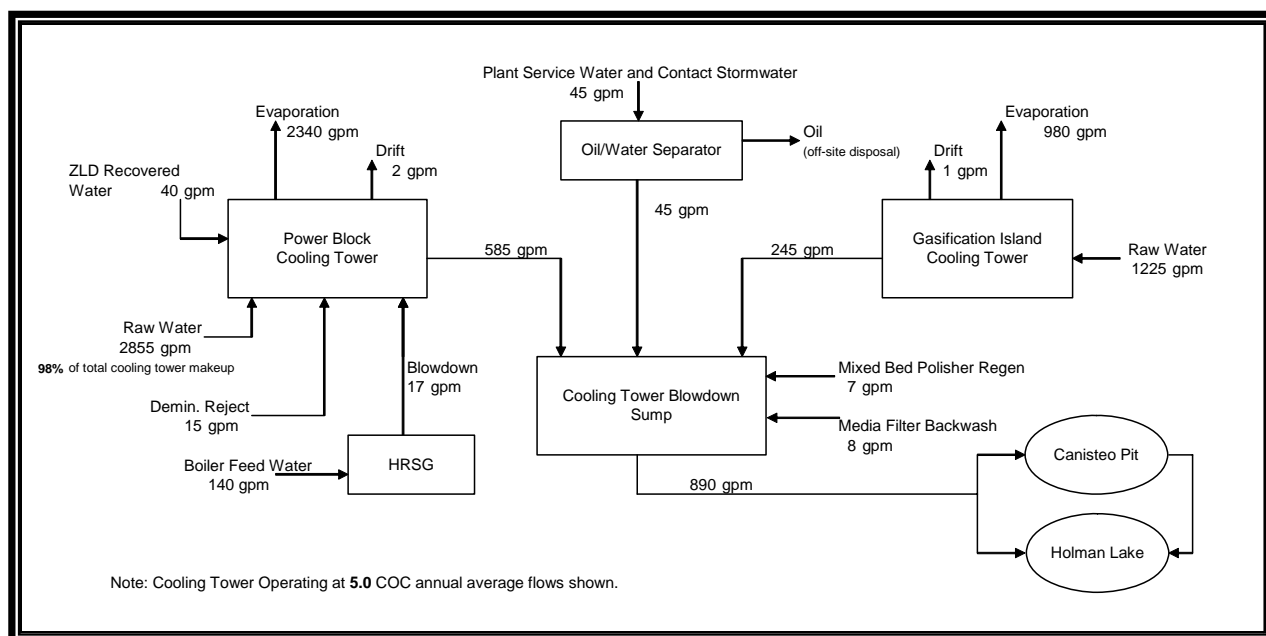 Plant Service Water and Contact Stormwater
45 gpm
Evaporation
2340 gpm
Drift
2 gpm
ZLD Recovered
Water 40 gpm
Power Block
Cooling Tower
Oil/Water Separator
Oil
(off-site disposal)
45 gpm
Evaporation
980 gpm
Drift
1 gpm
Gasification Island
Cooling Tower
Raw Water
1225 gpm
585 gpm
245 gpm
Raw Water
2855 gpm
98% of total cooling tower makeup
Blowdown
17 gpm
Demin. Reject
15 gpm
Boiler Feed Water
140 gpm
HRSG
Cooling Tower Blowdown
Sump
Mixed Bed Polisher Regen
7 gpm
Media Filter Backwash
8 gpm
890 gpm
Canisteo Pit
Holman Lake
Note: Cooling Tower Operating at 5.0 COC annual average flows shown.